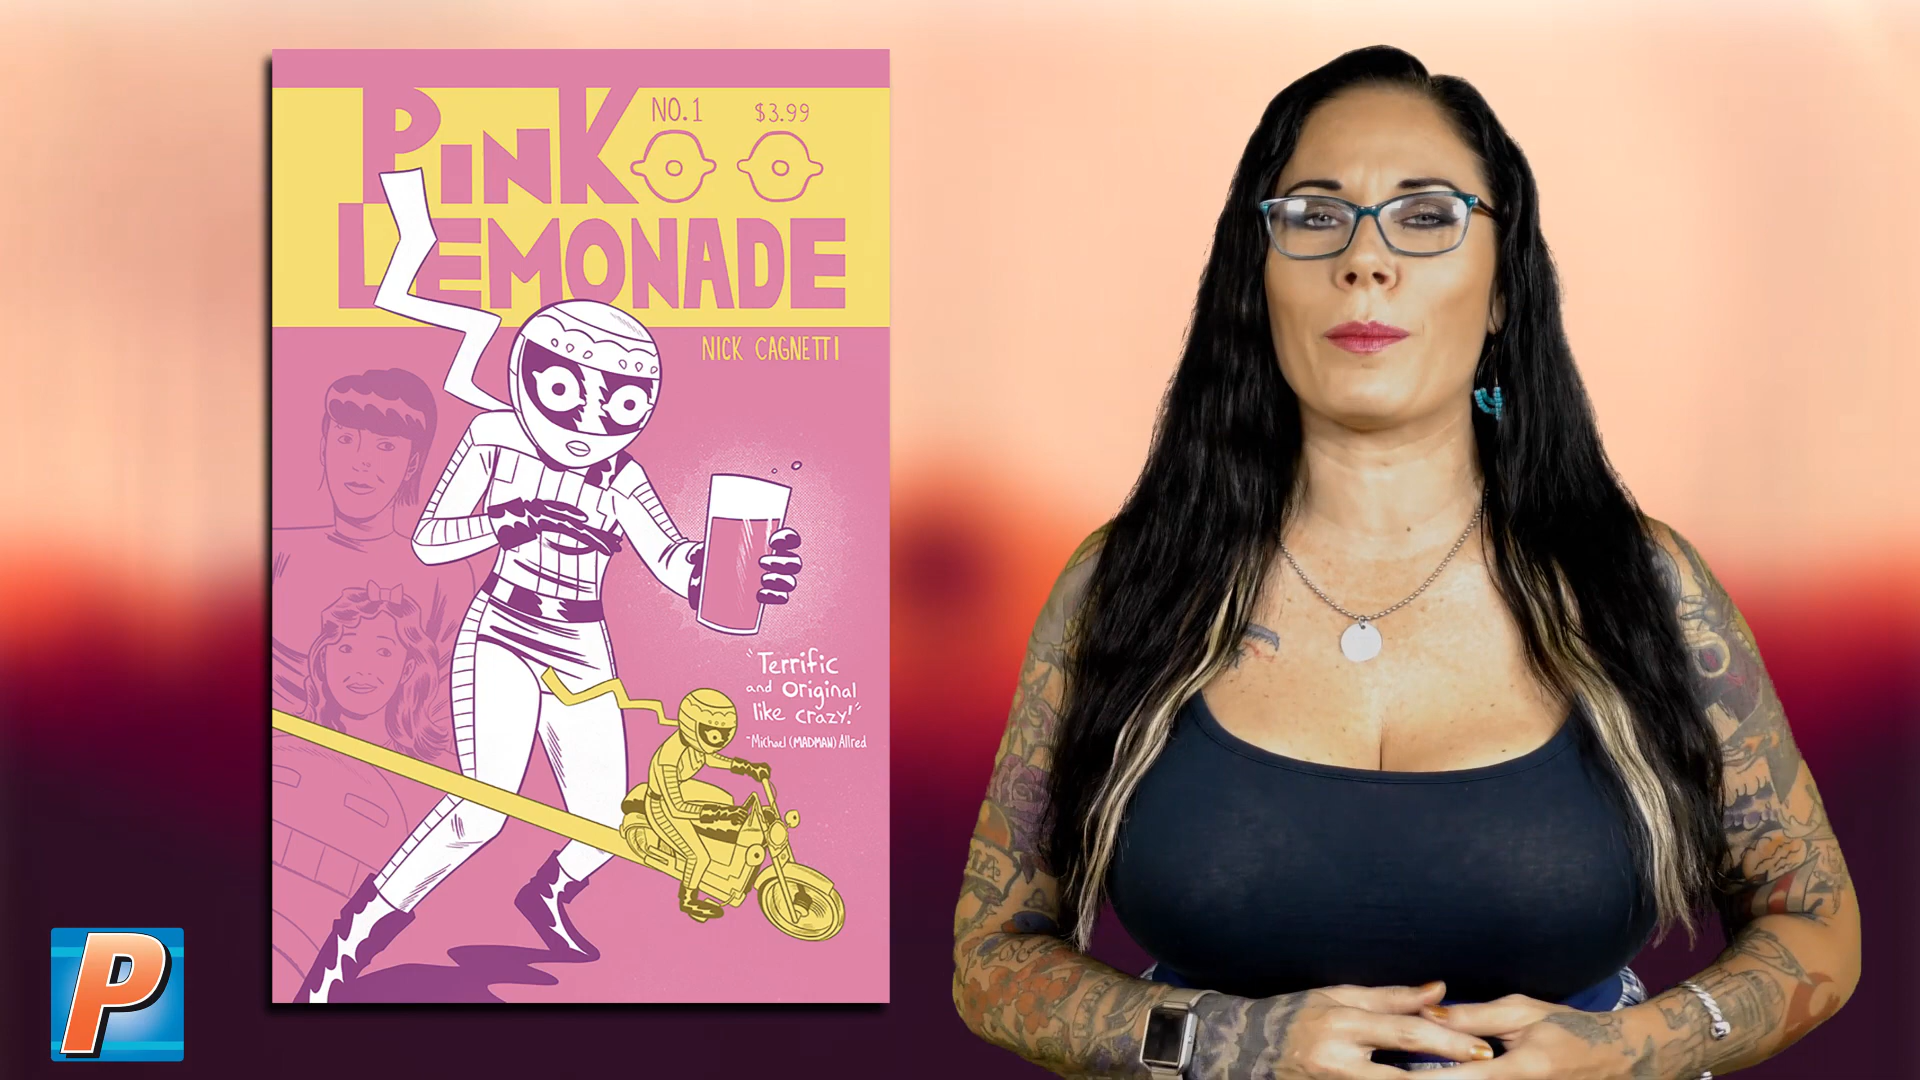 PINK
NO.1 $3.99
LEMONADE
NICK CAGNETTI
"Terrific
and Original
like crazy!"
-Michael (MADMAN) Allred
P